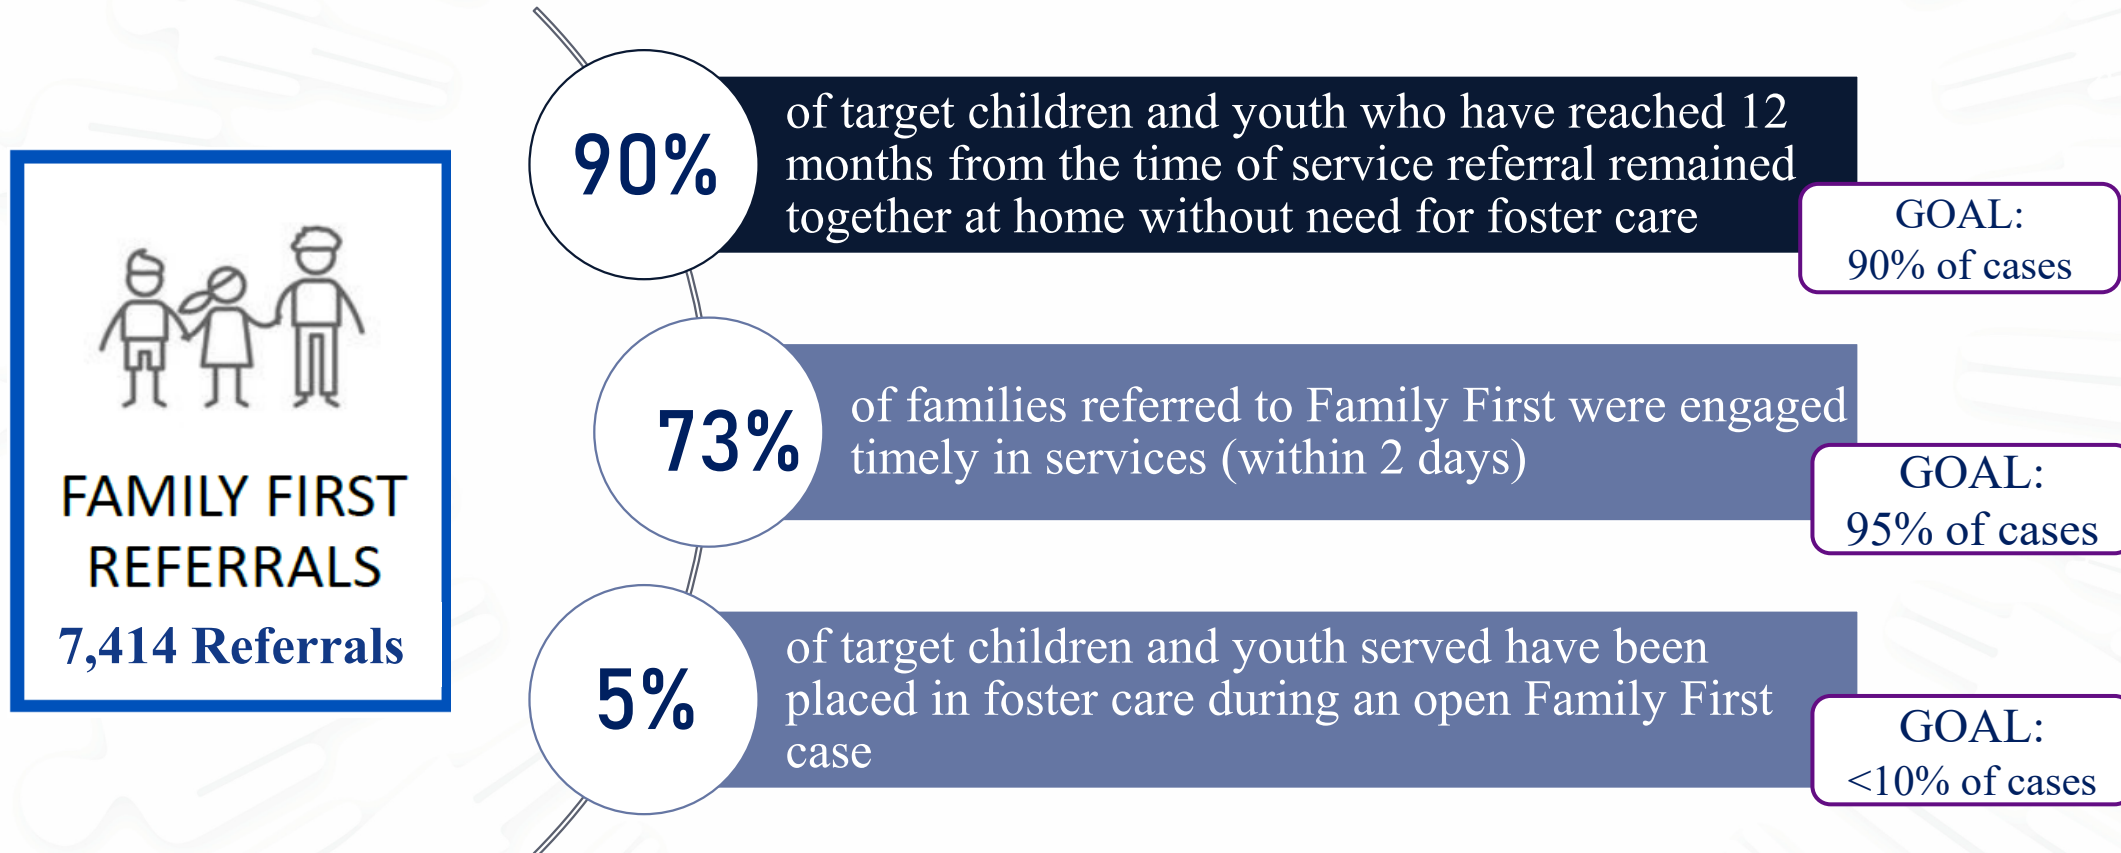 FAMILY FIRST
REFERRALS
7,414 Referrals
90%
of target children and youth who have reached 12
months from the time of service referral remained
together at home without need for foster care
GOAL:
90% of cases
73%
of families referred to Family First were engaged
timely in services (within 2 days)
GOAL:
95% of cases
5%
of target children and youth served have been
placed in foster care during an open Family First
case
GOAL:
<10% of cases